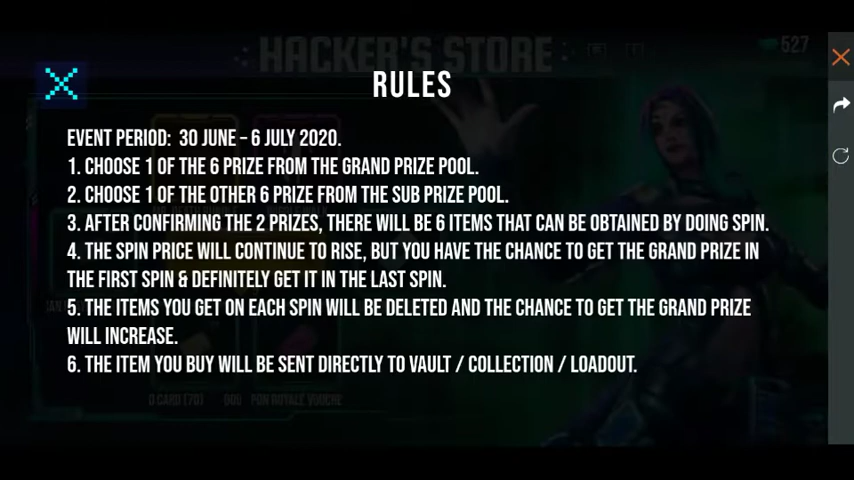 HACKER'S STORE
527
RULES
EVENT PERIOD: 30 JUNE – 6 JULY 2020.
1. CHOOSE 1 OF THE 6 PRIZE FROM THE GRAND PRIZE POOL.
2. CHOOSE 1 OF THE OTHER 6 PRIZE FROM THE SUB PRIZE POOL.
3. AFTER CONFIRMING THE 2 PRIZES, THERE WILL BE 6 ITEMS THAT CAN BE OBTAINED BY DOING SPIN.
4. THE SPIN PRICE WILL CONTINUE TO RISE, BUT YOU HAVE THE CHANCE TO GET THE GRAND PRIZE IN
THE FIRST SPIN & DEFINITELY GET IT IN THE LAST SPIN.
5. THE ITEMS YOU GET ON EACH SPIN WILL BE DELETED AND THE CHANCE TO GET THE GRAND PRIZE
WILL INCREASE.
6. THE ITEM YOU BUY WILL BE SENT DIRECTLY TO VAULT / COLLECTION / LOADOUT.